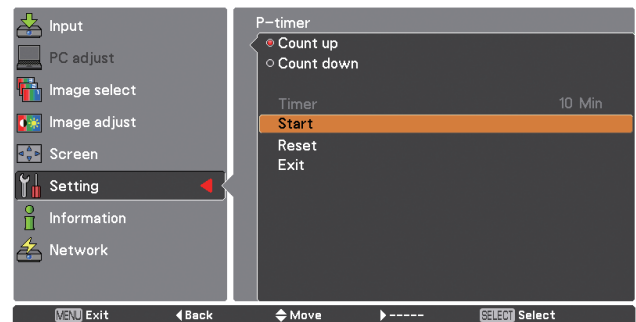 Input
PC adjust
Image select
Image adjust
Screen
Setting
Information
Network
P-timer
Count up
Count down
Timer 10 Min
Start
Reset
Exit
MENU Exit Back Move ----- SELECT Select